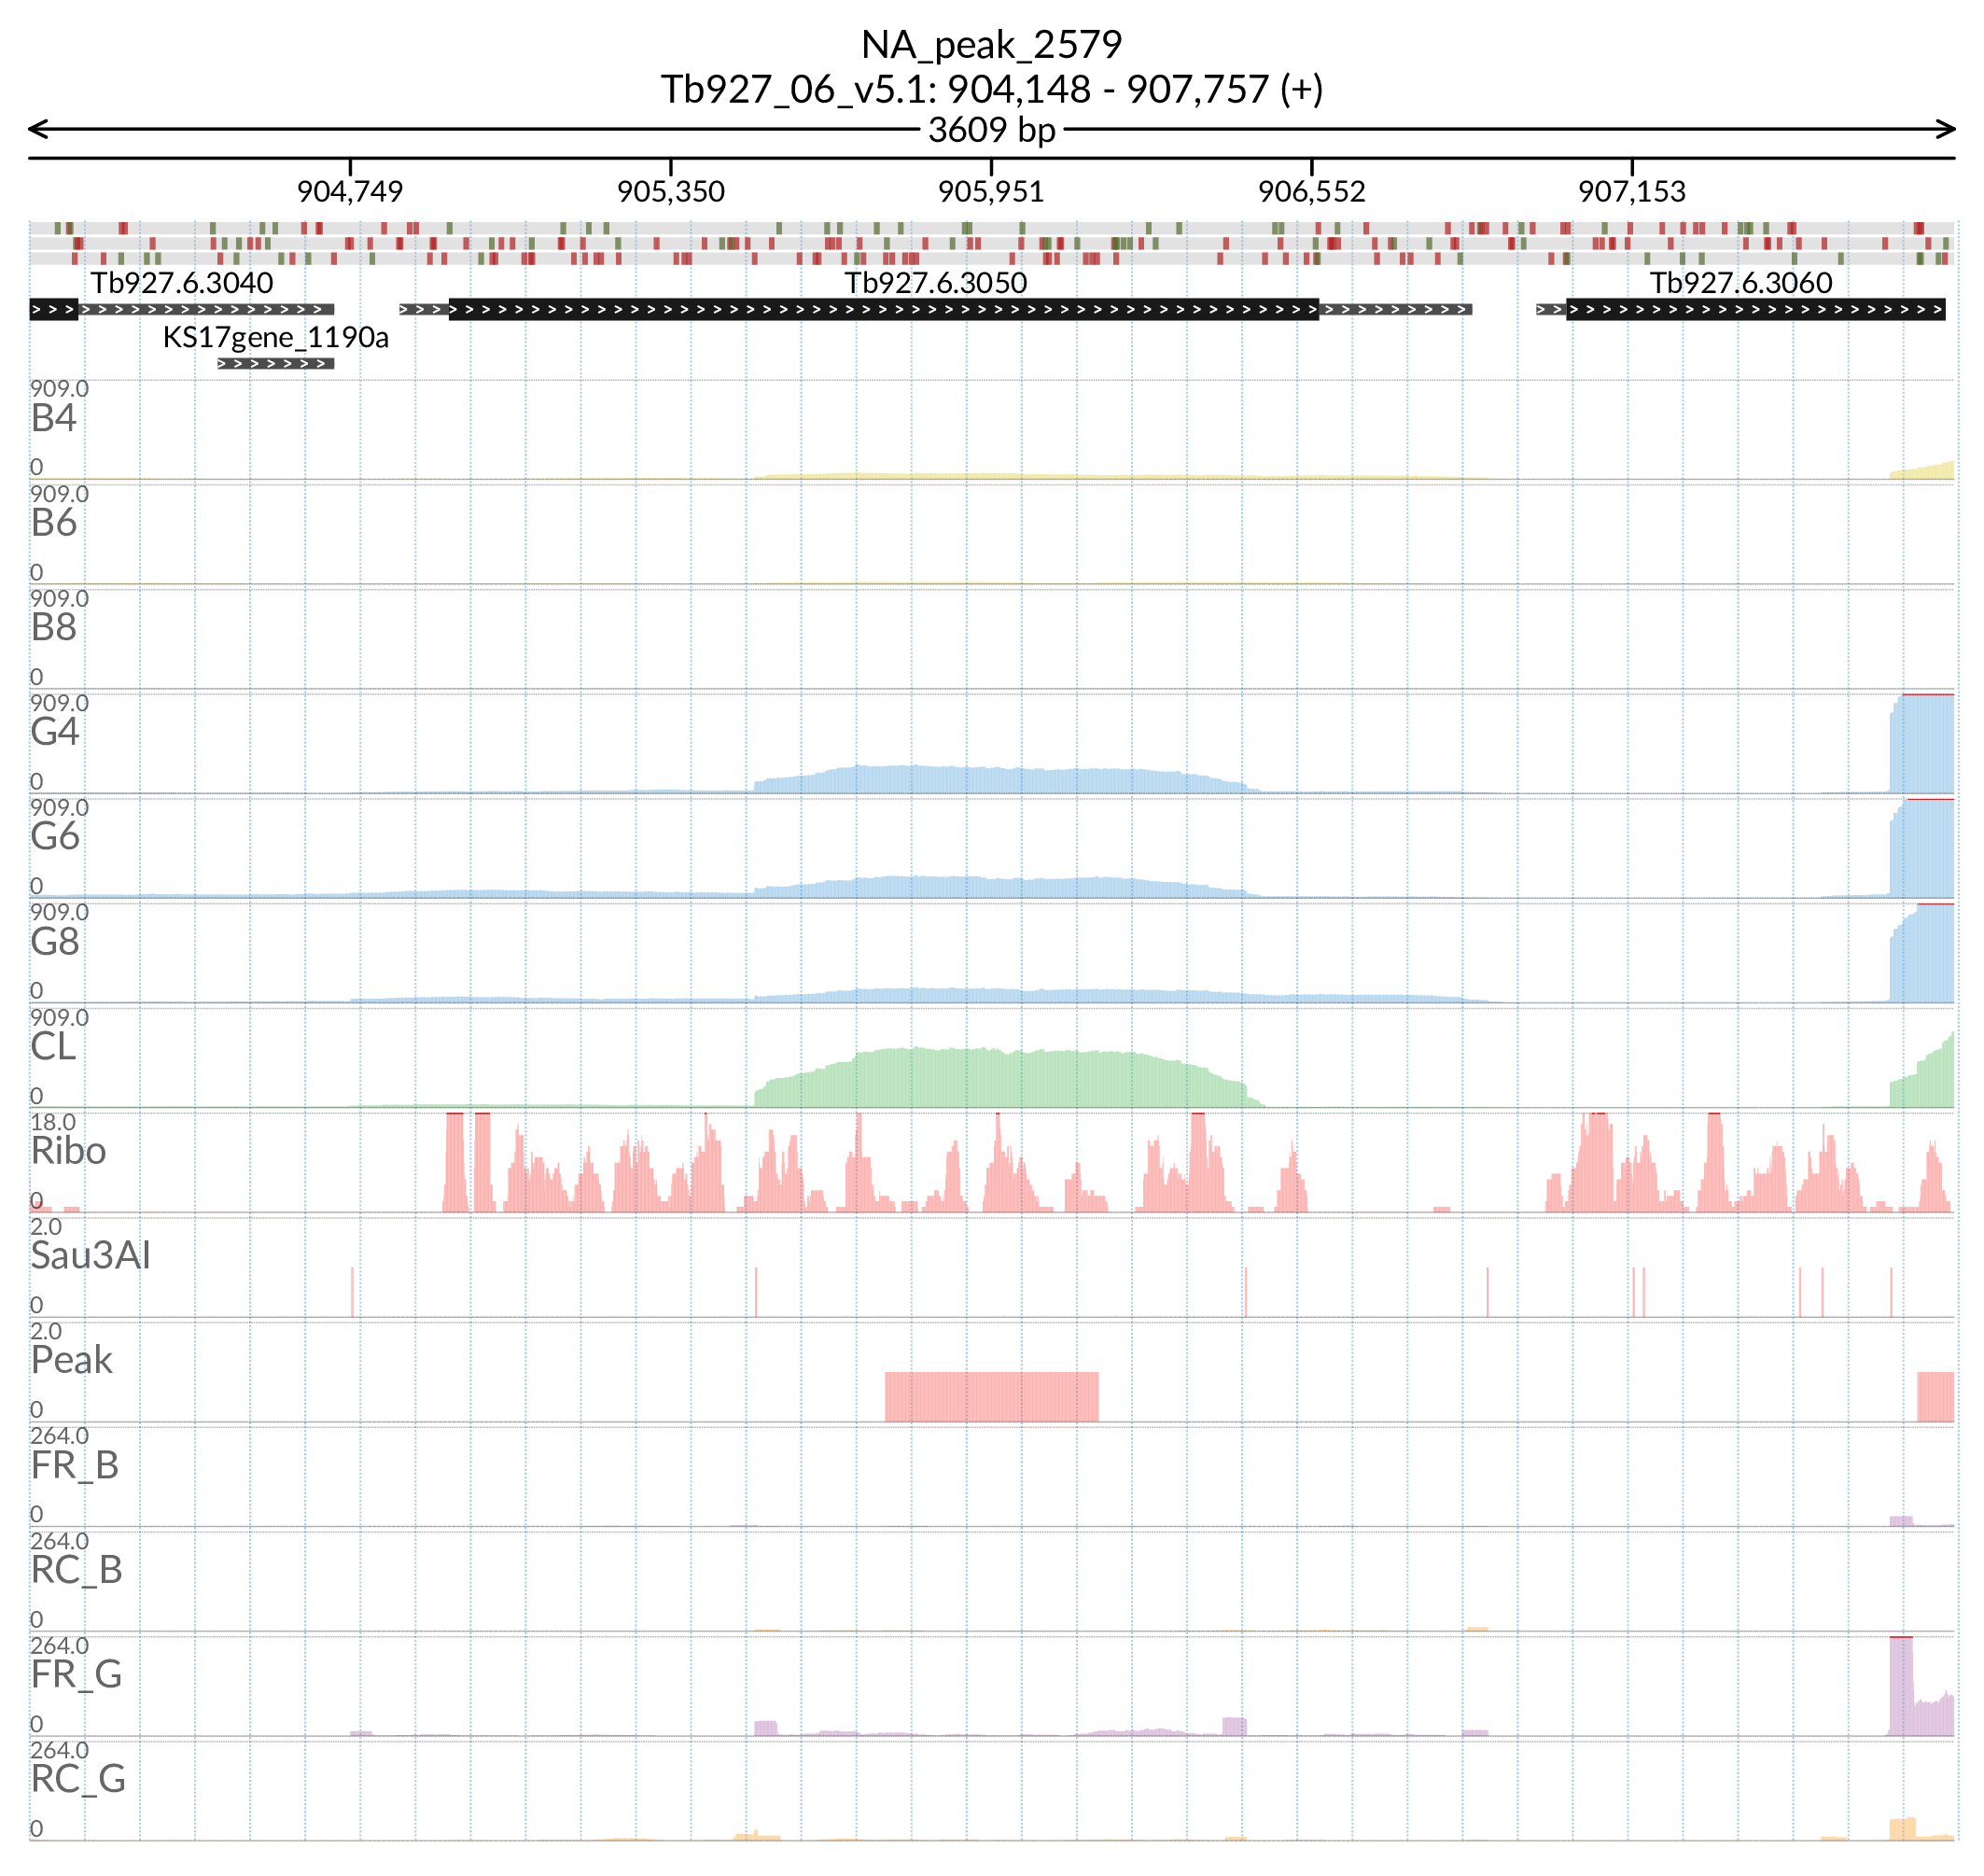 NA_peak_2579
Tb927_06_v5.1: 904,148 - 907,757 (+)
3609 bp
904,749 905,350 905,951 906,552 907,153
Tb927.6.3040 Tb927.6.3050 Tb927.6.3060
KS17gene_1190a
909.0
B4
0
909.0
B6
0
909.0
B8
0
909.0
G4
0
909.0
G6
0
909.0
G8
0
909.0
CL
0
18.0
Ribo
0
2.0
Sau3AI
0
2.0
Peak
0
264.0
FR_B
0
264.0
RC_B
0
264.0
FR_G
0
264.0
RC_G
0